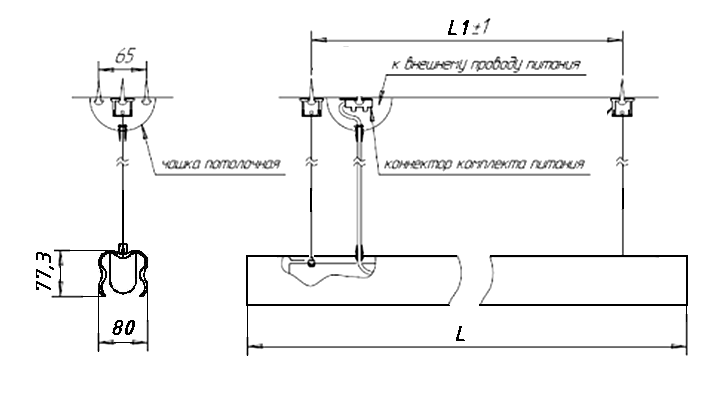 65
L1±1
к внешнему проводу питания
чашка потолочная
коннектор комплекта питания
77,3
80
L